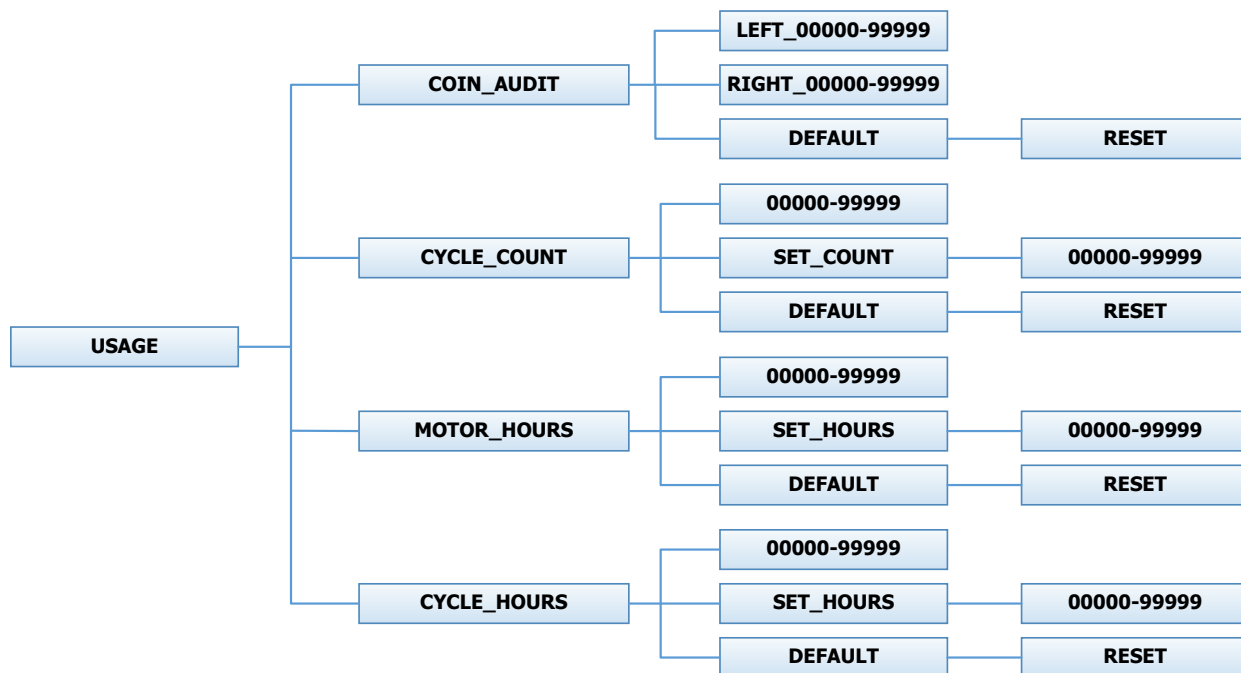 LEFT_00000-99999
COIN_AUDIT
RIGHT_00000-99999
DEFAULT
RESET
00000-99999
CYCLE_COUNT
SET_COUNT
00000-99999
DEFAULT
RESET
USAGE
00000-99999
MOTOR_HOURS
SET_HOURS
00000-99999
DEFAULT
RESET
00000-99999
CYCLE_HOURS
SET_HOURS
00000-99999
DEFAULT
RESET